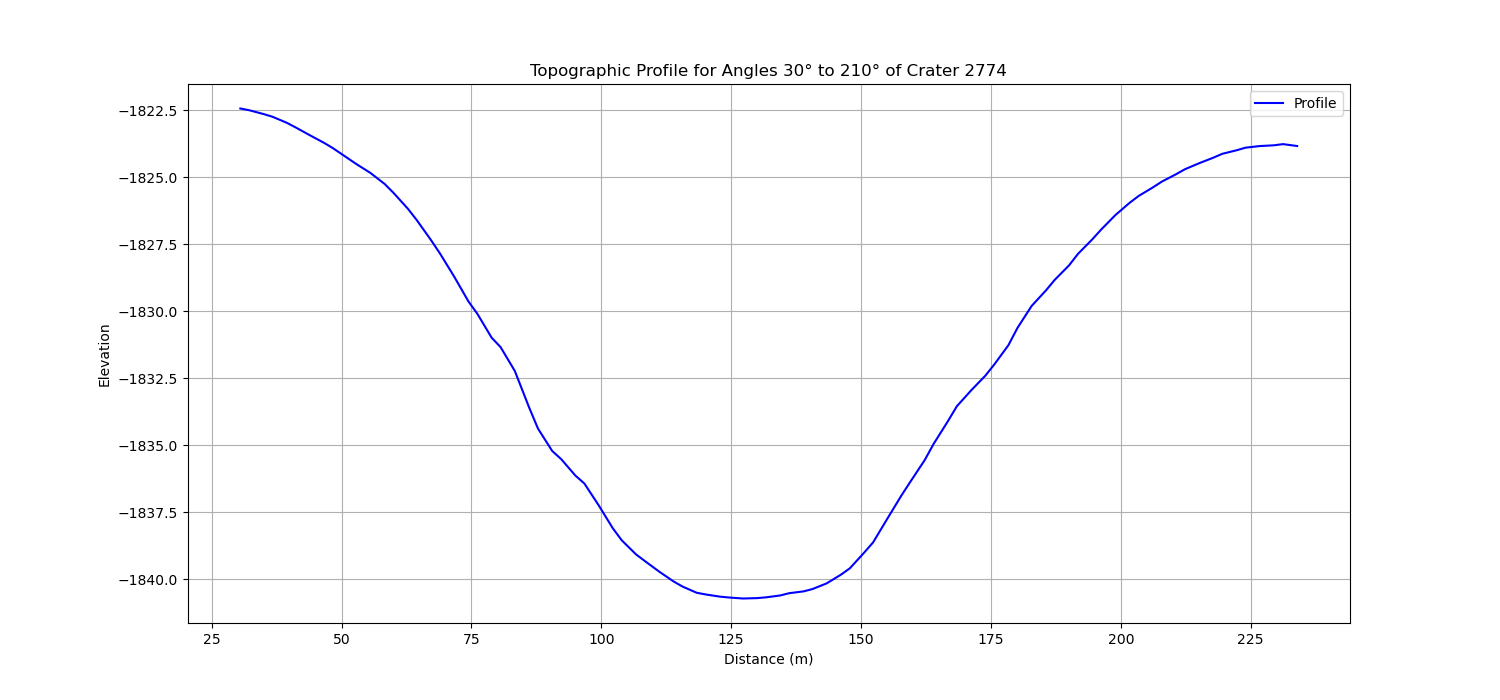 Topographic Profile for Angles 30° to 210° of Crater 2774
Profile
Elevation
−1822.5
−1825.0
−1827.5
−1830.0
−1832.5
−1835.0
−1837.5
−1840.0
25 50 75 100 125 150 175 200 225
Distance (m)